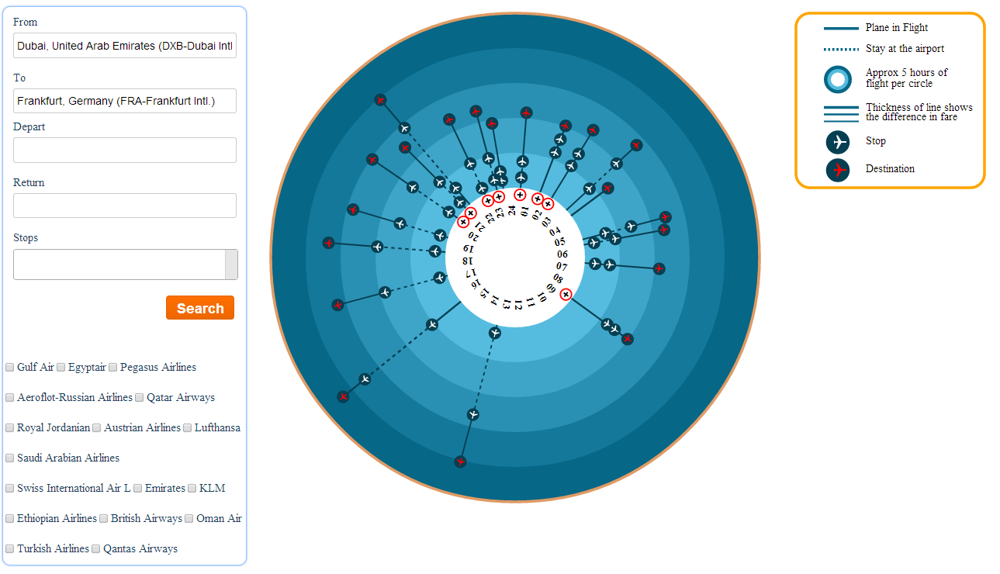 From
Dubai, United Arab Emirates (DXB-Dubai Intl
To
Frankfurt, Germany (FRA-Frankfurt Intl.)
Depart
Return
Stops
Search
Gulf Air Egyptair Pegasus Airlines
Aeroflot-Russian Airlines Qatar Airways
Royal Jordanian Austrian Airlines Lufthansa
Saudi Arabian Airlines
Swiss International Air L Emirates KLM
Ethiopian Airlines British Airways Oman Air
Turkish Airlines Qantas Airways
24
01
02
03
04
05
06
07
08
09
10
11
12
13
14
15
16
17
18
19
20
21
22
23
Plane in Flight
Stay at the airport
Approx 5 hours of
flight per circle
Thickness of line shows
the difference in fare
Stop
Destination